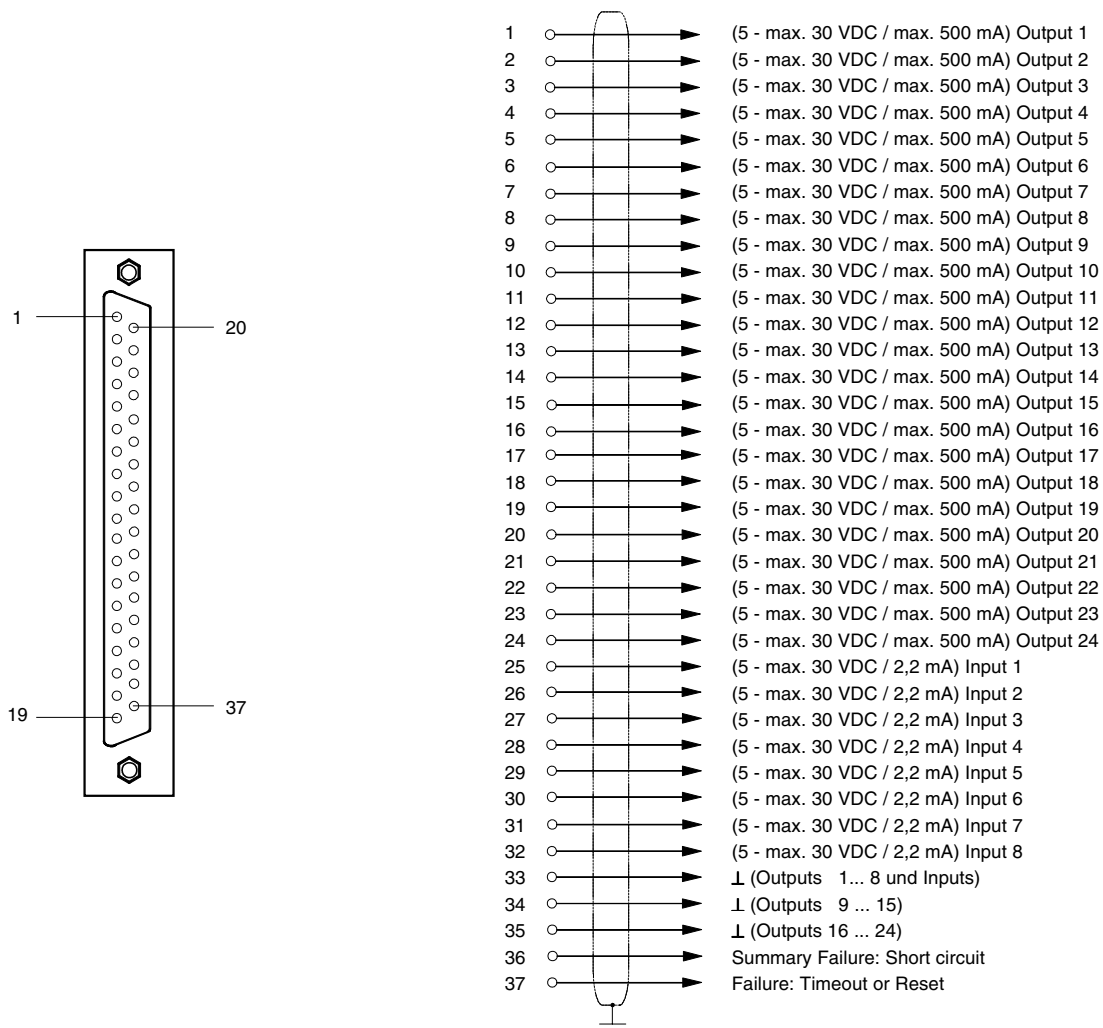 1 (5 - max. 30 VDC / max. 500 mA) Output 1
2 (5 - max. 30 VDC / max. 500 mA) Output 2
3 (5 - max. 30 VDC / max. 500 mA) Output 3
4 (5 - max. 30 VDC / max. 500 mA) Output 4
5 (5 - max. 30 VDC / max. 500 mA) Output 5
6 (5 - max. 30 VDC / max. 500 mA) Output 6
7 (5 - max. 30 VDC / max. 500 mA) Output 7
8 (5 - max. 30 VDC / max. 500 mA) Output 8
9 (5 - max. 30 VDC / max. 500 mA) Output 9
10 (5 - max. 30 VDC / max. 500 mA) Output 10
11 (5 - max. 30 VDC / max. 500 mA) Output 11
12 (5 - max. 30 VDC / max. 500 mA) Output 12
13 (5 - max. 30 VDC / max. 500 mA) Output 13
14 (5 - max. 30 VDC / max. 500 mA) Output 14
15 (5 - max. 30 VDC / max. 500 mA) Output 15
16 (5 - max. 30 VDC / max. 500 mA) Output 16
17 (5 - max. 30 VDC / max. 500 mA) Output 17
18 (5 - max. 30 VDC / max. 500 mA) Output 18
19 (5 - max. 30 VDC / max. 500 mA) Output 19
20 (5 - max. 30 VDC / max. 500 mA) Output 20
21 (5 - max. 30 VDC / max. 500 mA) Output 21
22 (5 - max. 30 VDC / max. 500 mA) Output 22
23 (5 - max. 30 VDC / max. 500 mA) Output 23
24 (5 - max. 30 VDC / max. 500 mA) Output 24
25 (5 - max. 30 VDC / 2,2 mA) Input 1
26 (5 - max. 30 VDC / 2,2 mA) Input 2
27 (5 - max. 30 VDC / 2,2 mA) Input 3
28 (5 - max. 30 VDC / 2,2 mA) Input 4
29 (5 - max. 30 VDC / 2,2 mA) Input 5
30 (5 - max. 30 VDC / 2,2 mA) Input 6
31 (5 - max. 30 VDC / 2,2 mA) Input 7
32 (5 - max. 30 VDC / 2,2 mA) Input 8
33 ⊥ (Outputs 1... 8 und Inputs)
34 ⊥ (Outputs 9 ... 15)
35 ⊥ (Outputs 16 ... 24)
36 Summary Failure: Short circuit
37 Failure: Timeout or Reset
1
20
19
37